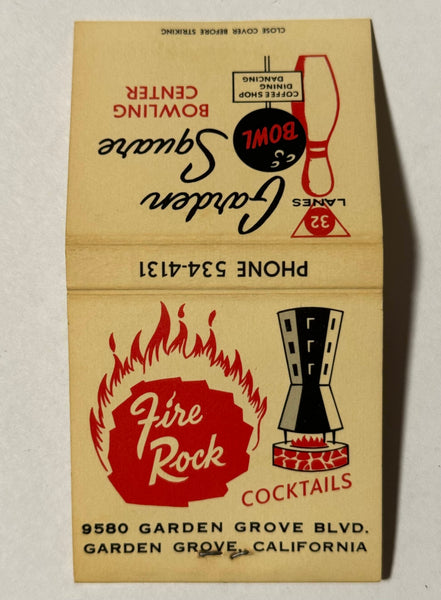 CLOSE COVER BEFORE STRIKING
COFFEE SHOP
DINING
DANCING
BOWL
BOWLING
CENTER
Garden
Square
32
LANES
PHONE 534-4131
Fire
Rock
COCKTAILS
9580 GARDEN GROVE BLVD.
GARDEN GROVE, CALIFORNIA